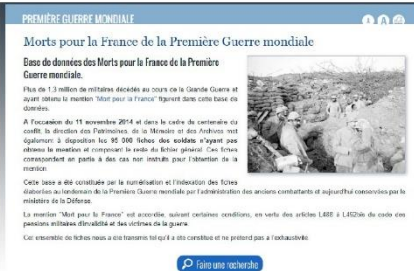 PREMIÈRE GUERRE MONDIALE
Morts pour la France de la Première Guerre mondiale
Base de données des Morts pour la France de la Première
Guerre mondiale.
Plus de 1,3 million de militaires décédés au cours de la Grande Guerre et
ayant obtenu la mention "Mort pour la France" figurent dans cette base de
données.
A l'occasion du 11 novembre 2014 et dans le cadre du centenaire du
conflit, la direction des Patrimoines, de la Mémoire et des Archives met
également à disposition les 95 000 fiches des soldats n'ayant pas
obtenu la mention et composant le reste du fichier général. Ces fiches
correspondent en partie à des cas non instruits pour l'obtention de la
mention
Cette base a été constituée par la numérisation et l'indexation des fiches
élaborées au lendemain de la Première Guerre mondiale par l'administration des anciens combattants et aujourd'hui conservées par le
ministère de la Défense.
La mention "Mort pour la France" est accordée, suivant certaines conditions, en vertu des articles L488 à L492bis du code des
pensions militaires d'invalidité et des victimes de la guerre.
Cet ensemble de fiches nous a été transmis tel qu'il a été constitué et ne prétend pas à l'exhaustivité
Faire une recherche